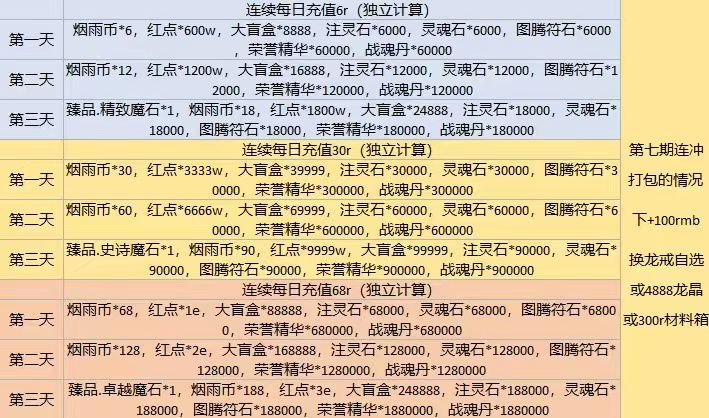 连续每日充值6r（独立计算）
第一天
烟雨币*6，红点*600w，大盲盒*8888，注灵石*6000，灵魂石*6000，图腾符石*6000
，荣誉精华*60000，战魂丹*60000
第二天
烟雨币*12，红点*1200w，大盲盒*16888，注灵石*12000，灵魂石*12000，图腾符石*1
2000，荣誉精华*120000，战魂丹*120000
第三天
臻品.精致魔石*1，烟雨币*18，红点*1800w，大盲盒*24888，注灵石*18000，灵魂石*
18000，图腾符石*18000，荣誉精华*180000，战魂丹*180000
连续每日充值30r（独立计算）
第一天
烟雨币*30，红点*3333w，大盲盒*39999，注灵石*30000，灵魂石*30000，图腾符石*3
0000，荣誉精华*300000，战魂丹*300000
第二天
烟雨币*60，红点*6666w，大盲盒*69999，注灵石*60000，灵魂石*60000，图腾符石*6
0000，荣誉精华*600000，战魂丹*600000
第三天
臻品.史诗魔石*1，烟雨币*90，红点*9999w，大盲盒*99999，注灵石*90000，灵魂石*
90000，图腾符石*90000，荣誉精华*900000，战魂丹*900000
连续每日充值68r（独立计算）
第一天
烟雨币*68，红点*1e，大盲盒*88888，注灵石*68000，灵魂石*68000，图腾符石*6800
0，荣誉精华*680000，战魂丹*680000
第二天
烟雨币*128，红点*2e，大盲盒*168888，注灵石*128000，灵魂石*128000，图腾符石*
128000，荣誉精华*1280000，战魂丹*1280000
第三天
臻品.卓越魔石*1，烟雨币*188，红点*3e，大盲盒*248888，注灵石*188000，灵魂石*
188000，图腾符石*188000，荣誉精华*1880000，战魂丹*1880000
第七期连冲
打包的情况
下+100rmb
换龙戒自选
或4888龙晶
或300r材料箱